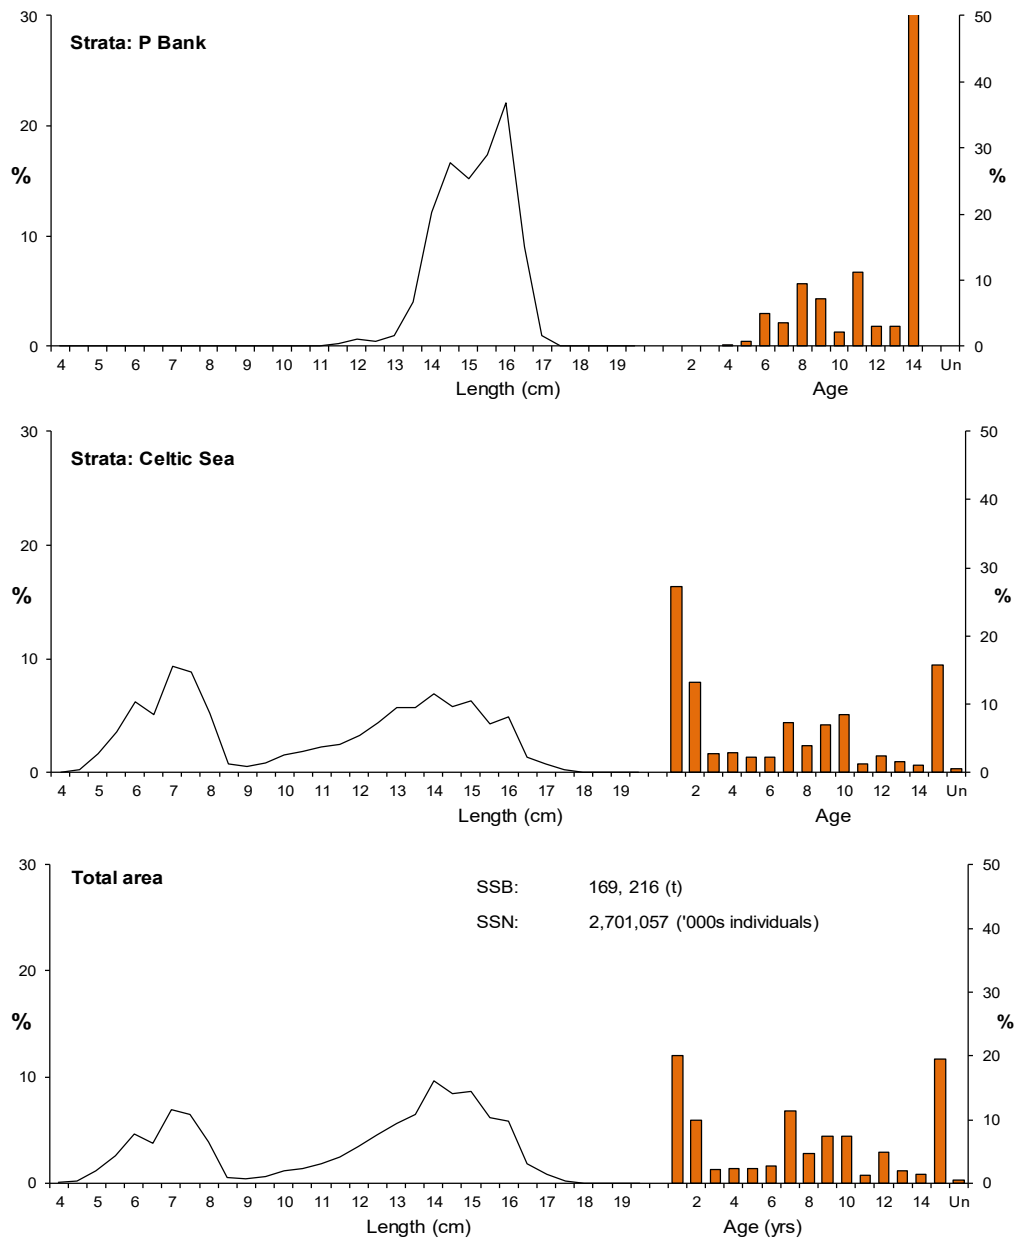 30 50
Strata: P Bank
40
20
30
% %
20
10
10
0 0
4 5 6 7 8 9 10 11 12 13 14 15 16 17 18 19 2 4 6 8 10 12 14 Un
Length (cm) Age
30 50
Strata: Celtic Sea
40
20
30
% %
20
10
10
0 0
4 5 6 7 8 9 10 11 12 13 14 15 16 17 18 19 2 4 6 8 10 12 14 Un
Length (cm) Age
30 50
Total area SSB: 169, 216 (t)
SSN: 2,701,057 ('000s individuals)
40
20
30
% %
20
10
10
0 0
4 5 6 7 8 9 10 11 12 13 14 15 16 17 18 19 2 4 6 8 10 12 14 Un
Length (cm) Age (yrs)